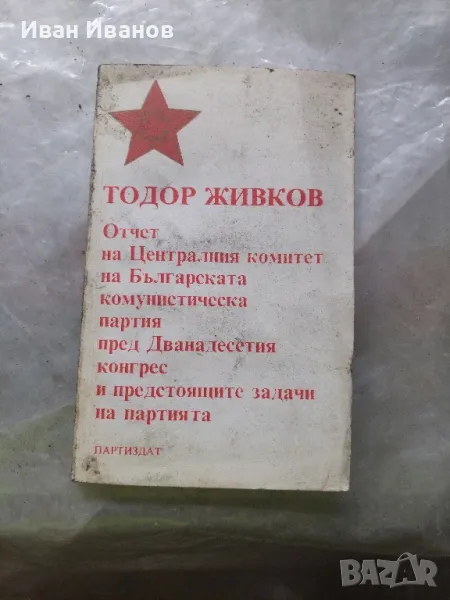 Иван Иванов
ТОДОР ЖИВКОВ
Отчет
на Централния комитет
на Българската
комунистическа
партия
пред Дванадесетия
конгрес
и предстоящите задачи
на партията
ПАРТИЗДАТ
BAZAR